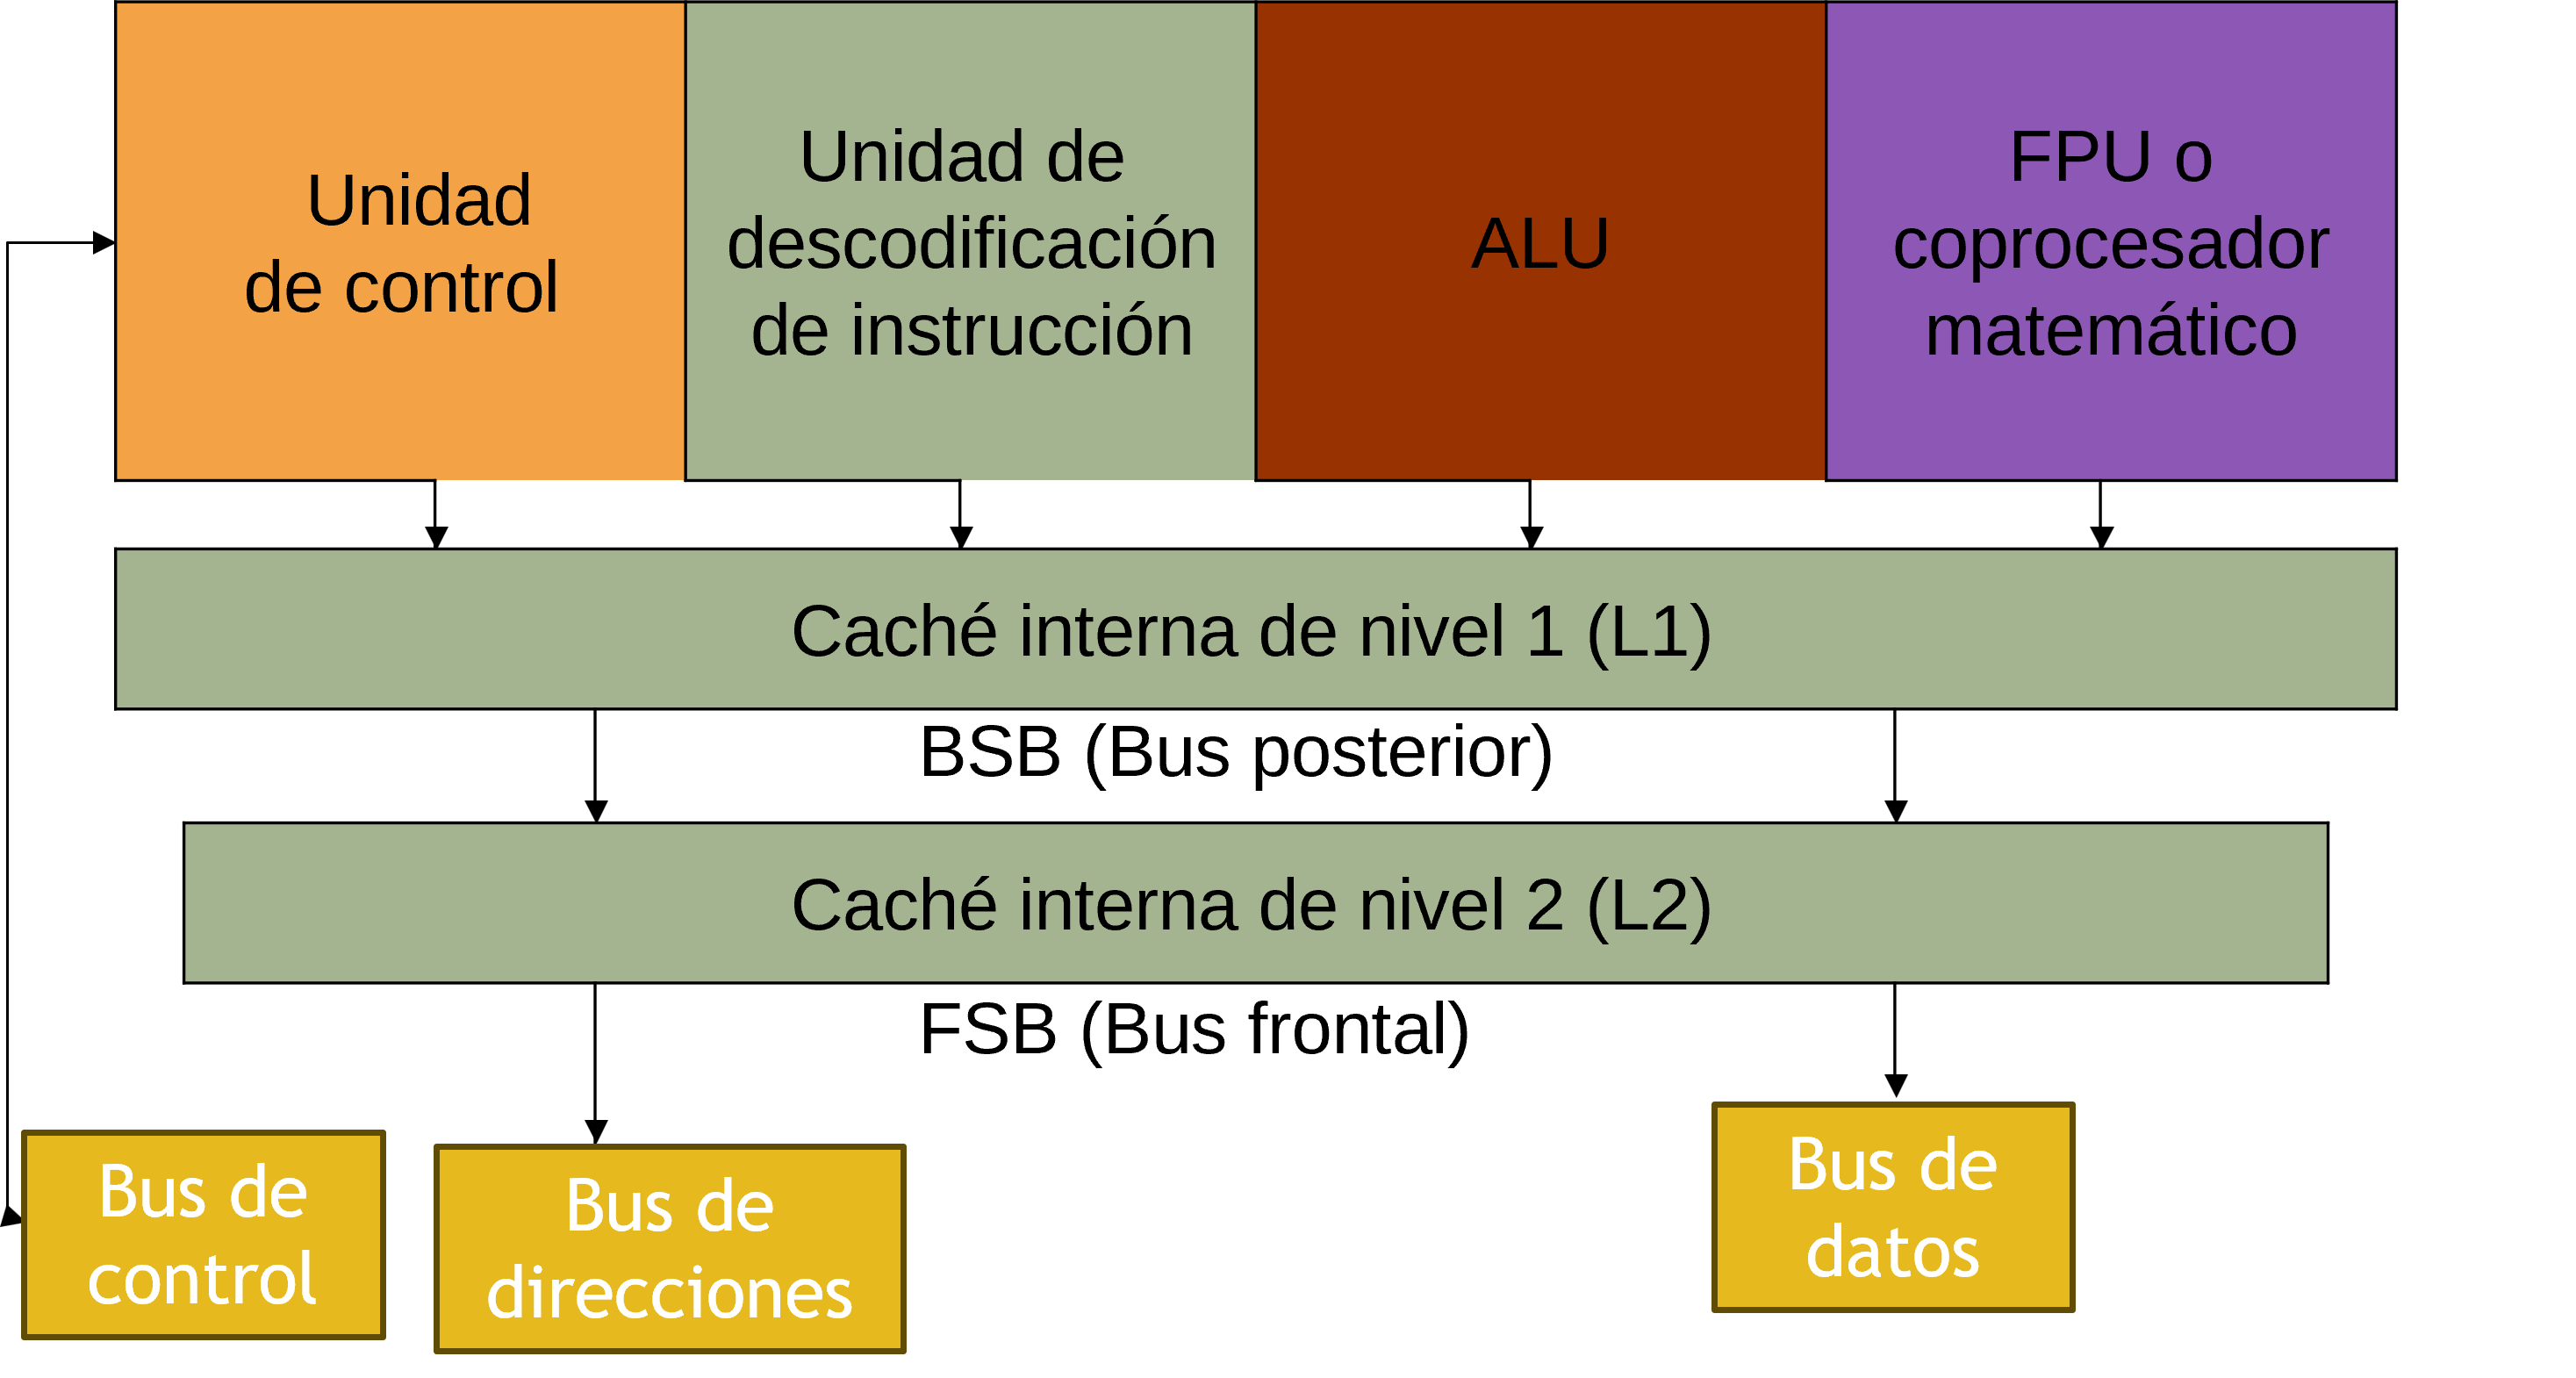 Unidad
de control
Unidad de
descodificación
de instrucción
ALU
FPU o
coprocesador
matemático
Caché interna de nivel 1 (L1)
BSB (Bus posterior)
Caché interna de nivel 2 (L2)
FSB (Bus frontal)
Bus de
control
Bus de
direcciones
Bus de
datos